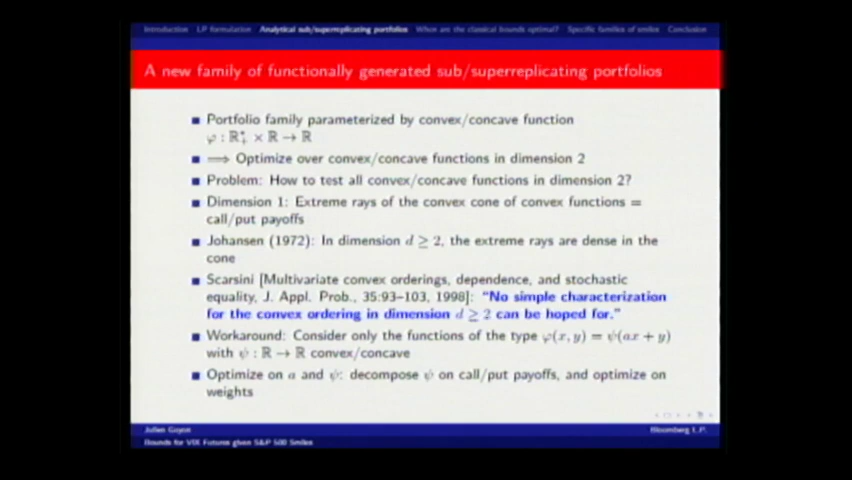 Introduction LP formulation Analytical sub/superreplicating portfolios When are the classical bounds optimal? Specific families of smiles Conclusion
A new family of functionally generated sub/superreplicating portfolios
Portfolio family parameterized by convex/concave function
φ : ℝ*₊ × ℝ → ℝ
⟹ Optimize over convex/concave functions in dimension 2
Problem: How to test all convex/concave functions in dimension 2?
Dimension 1: Extreme rays of the convex cone of convex functions =
call/put payoffs
Johansen (1972): In dimension d ≥ 2, the extreme rays are dense in the
cone
Scarsini [Multivariate convex orderings, dependence, and stochastic
equality, J. Appl. Prob., 35:93–103, 1998]: "No simple characterization
for the convex ordering in dimension d ≥ 2 can be hoped for."
Workaround: Consider only the functions of the type φ(x, y) = ψ(ax + y)
with ψ : ℝ → ℝ convex/concave
Optimize on a and ψ: decompose ψ on call/put payoffs, and optimize on
weights
Julien Guyon Bloomberg L.P.
Bounds for VIX Futures given S&P 500 Smiles